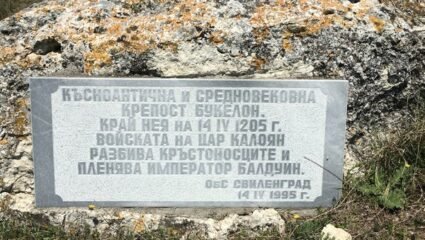 КЪСНОАНТИЧНА И СРЕДНОВЕКОВНА
КРЕПОСТ БУКЕЛОН.
КРАЙ НЕЯ НА 14 IV 1205 Г.
ВОЙСКАТА НА ЦАР КАЛОЯН
РАЗБИВА КРЪСТОНОСЦИТЕ И
ПЛЕНЯВА ИМПЕРАТОР БАЛДУИН.
ОБС СВИЛЕНГРАД
14 IV 1995 Г.